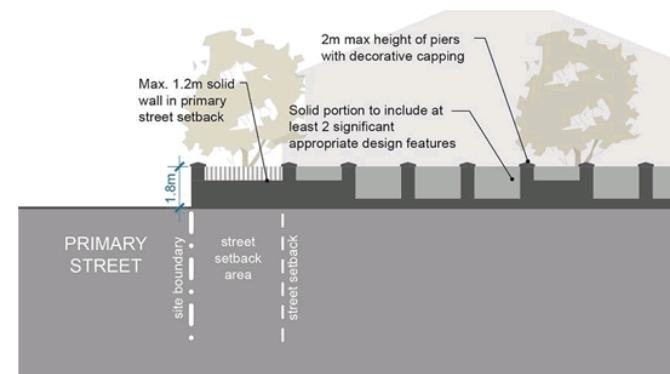 2m max height of piers
with decorative capping
Max. 1.2m solid
wall in primary
street setback
Solid portion to include at
least 2 significant
appropriate design features
1.8m
PRIMARY
STREET
site boundary
street
setback
area
street setback